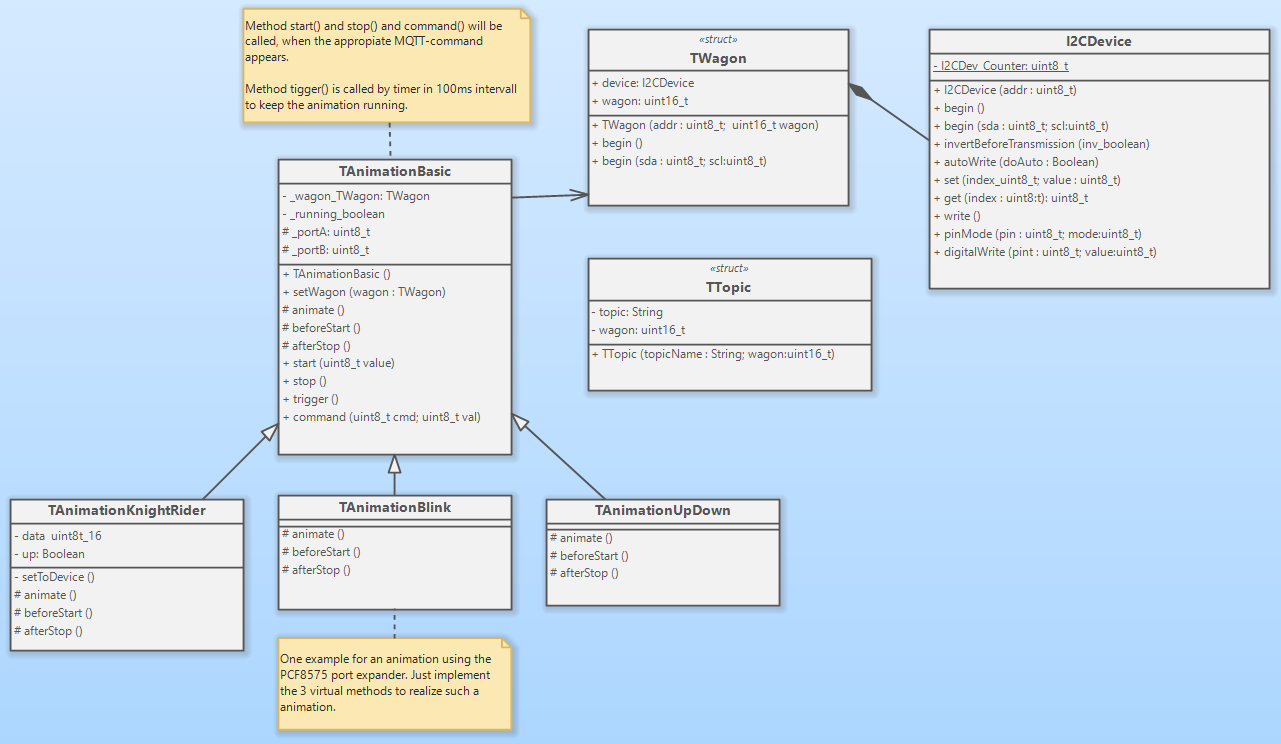 Method start() and stop() and command() will be
called, when the appropiate MQTT-command
appears.
Method tigger() is called by timer in 100ms intervall
to keep the animation running.
TAnimationBasic
- _wagon_TWagon: TWagon
- _running_boolean
# _portA: uint8_t
# _portB: uint8_t
+ TAnimationBasic ()
+ setWagon (wagon : TWagon)
# animate ()
# beforeStart ()
# afterStop ()
+ start (uint8_t value)
+ stop ()
+ trigger ()
+ command (uint8_t cmd; uint8_t val)
«struct»
TWagon
+ device: I2CDevice
+ wagon: uint16_t
+ TWagon (addr : uint8_t;  uint16_t wagon)
+ begin ()
+ begin (sda : uint8_t; scl:uint8_t)
I2CDevice
- I2CDev_Counter: uint8_t
+ I2CDevice (addr : uint8_t)
+ begin ()
+ begin (sda : uint8_t; scl:uint8_t)
+ invertBeforeTransmission (inv_boolean)
+ autoWrite (doAuto : Boolean)
+ set (index_uint8_t; value : uint8_t)
+ get (index : uint8:t): uint8_t
+ write ()
+ pinMode (pin : uint8_t; mode:uint8_t)
+ digitalWrite (pint : uint8_t; value:uint8_t)
«struct»
TTopic
- topic: String
- wagon: uint16_t
+ TTopic (topicName : String; wagon:uint16_t)
TAnimationKnightRider
- data  uint8t_16
- up: Boolean
- setToDevice ()
# animate ()
# beforeStart ()
# afterStop ()
TAnimationBlink
# animate ()
# beforeStart ()
# afterStop ()
TAnimationUpDown
# animate ()
# beforeStart ()
# afterStop ()
One example for an animation using the
PCF8575 port expander. Just implement
the 3 virtual methods to realize such a
animation.